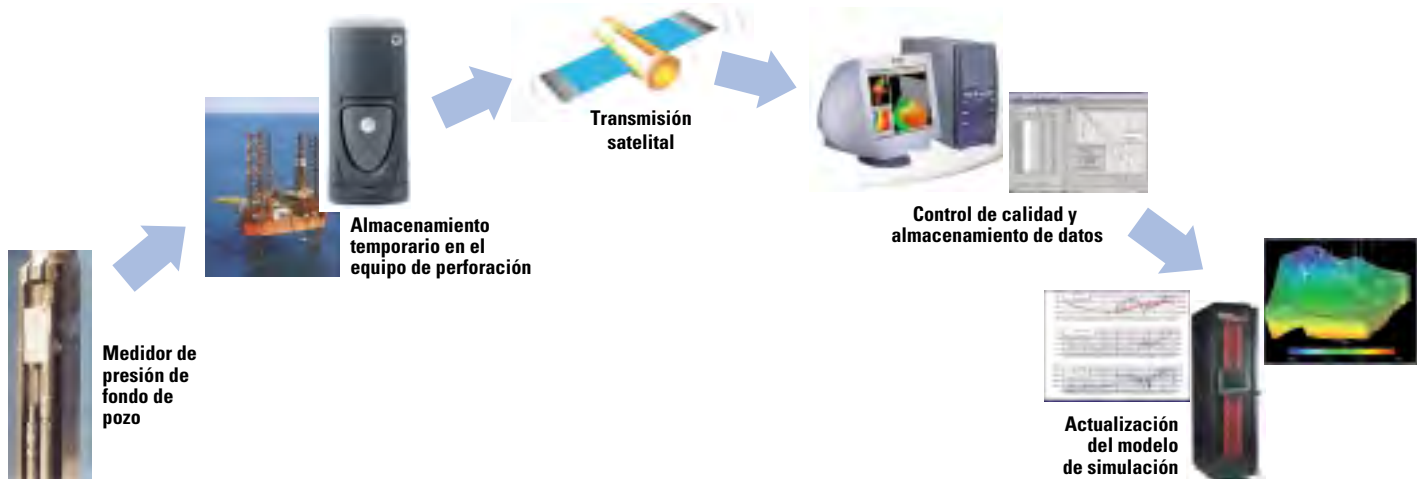 Medidor de
presión de
fondo de
pozo
Almacenamiento
temporario en el
equipo de perforación
Transmisión
satelital
Control de calidad y
almacenamiento de datos
Actualización
del modelo
de simulación